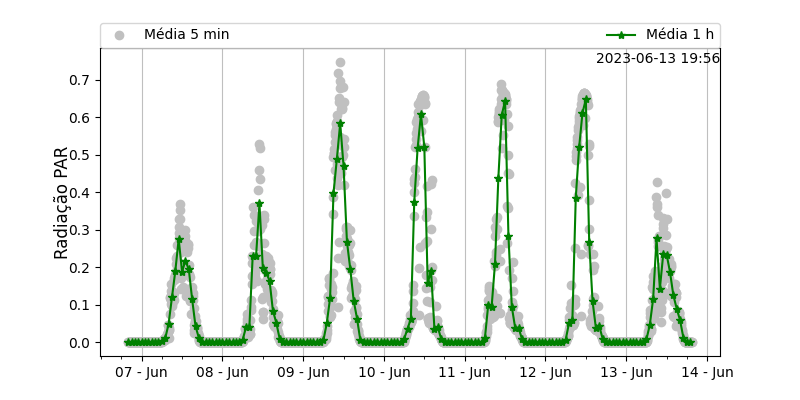 Média 5 min
Média 1 h
2023-06-13 19:56
Radiação PAR
0.7
0.6
0.5
0.4
0.3
0.2
0.1
0.0
07 - Jun
08 - Jun
09 - Jun
10 - Jun
11 - Jun
12 - Jun
13 - Jun
14 - Jun